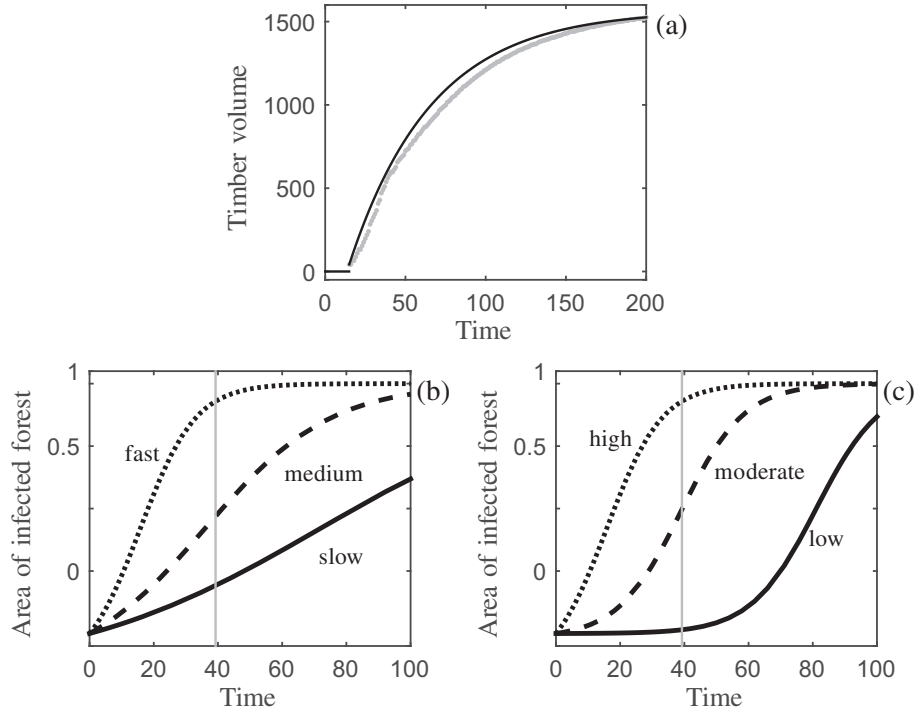 1500
(a)
1000
500
0
Timber volume
0 50 100 150 200
Time
1
0.5
0
Area of infected forest
(b)
fast
medium
slow
0 20 40 60 80 100
Time
1
0.5
0
Area of infected forest
(c)
high
moderate
low
0 20 40 60 80 100
Time